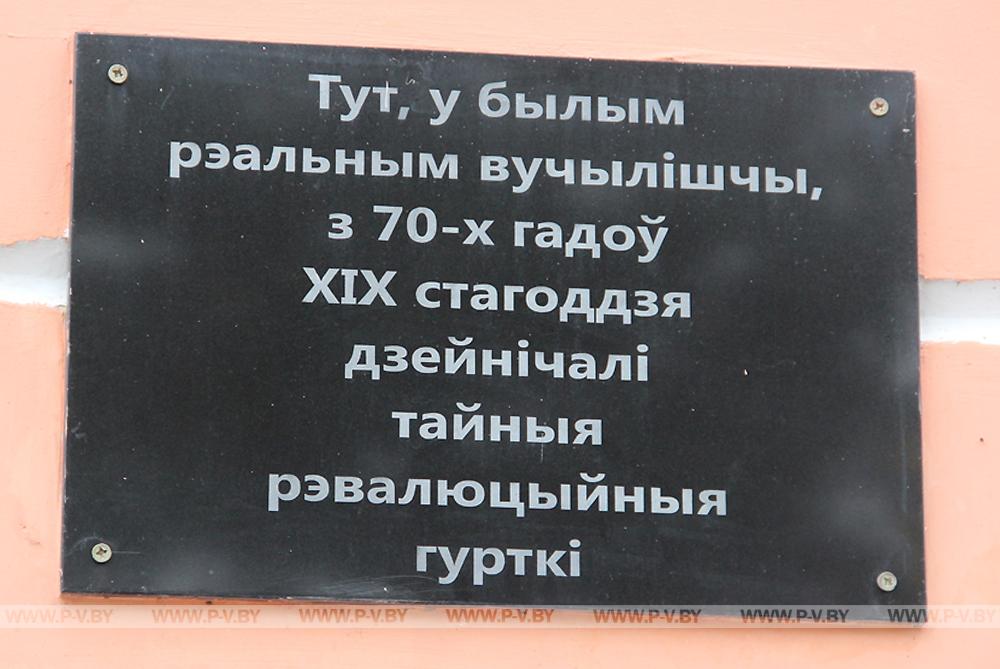 Тут, у былым
рэальным вучылішчы,
з 70-х гадоў
XIX стагоддзя
дзейнічалі
тайныя
рэвалюцыйныя
гурткі
WWW.P-V.BY WWW.P-V.BY WWW.P-V.BY WWW.P-V.BY WWW.P-V.BY WWW.P-V.BY WWW.P-V.BY